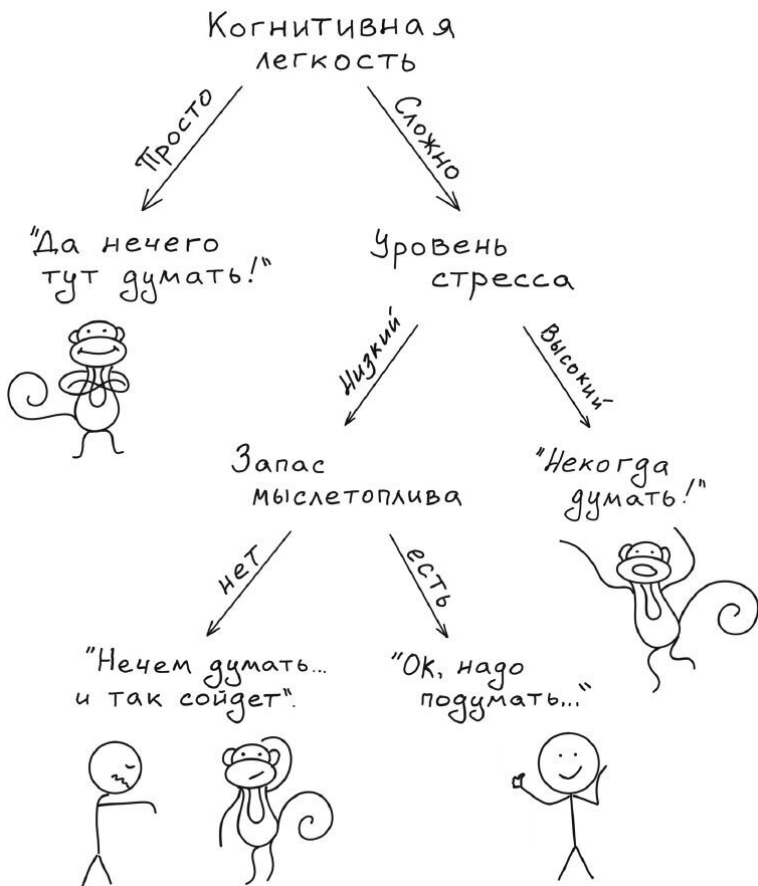 Когнитивная
легкость
Просто
Сложно
"Да нечего
тут думать!"
Уровень
стресса
Низкий
Высокий
Запас
мыслетоплива
"Некогда
думать!"
нет
есть
"Нечем думать...
и так сойдет".
"Ок, надо
подумать..."